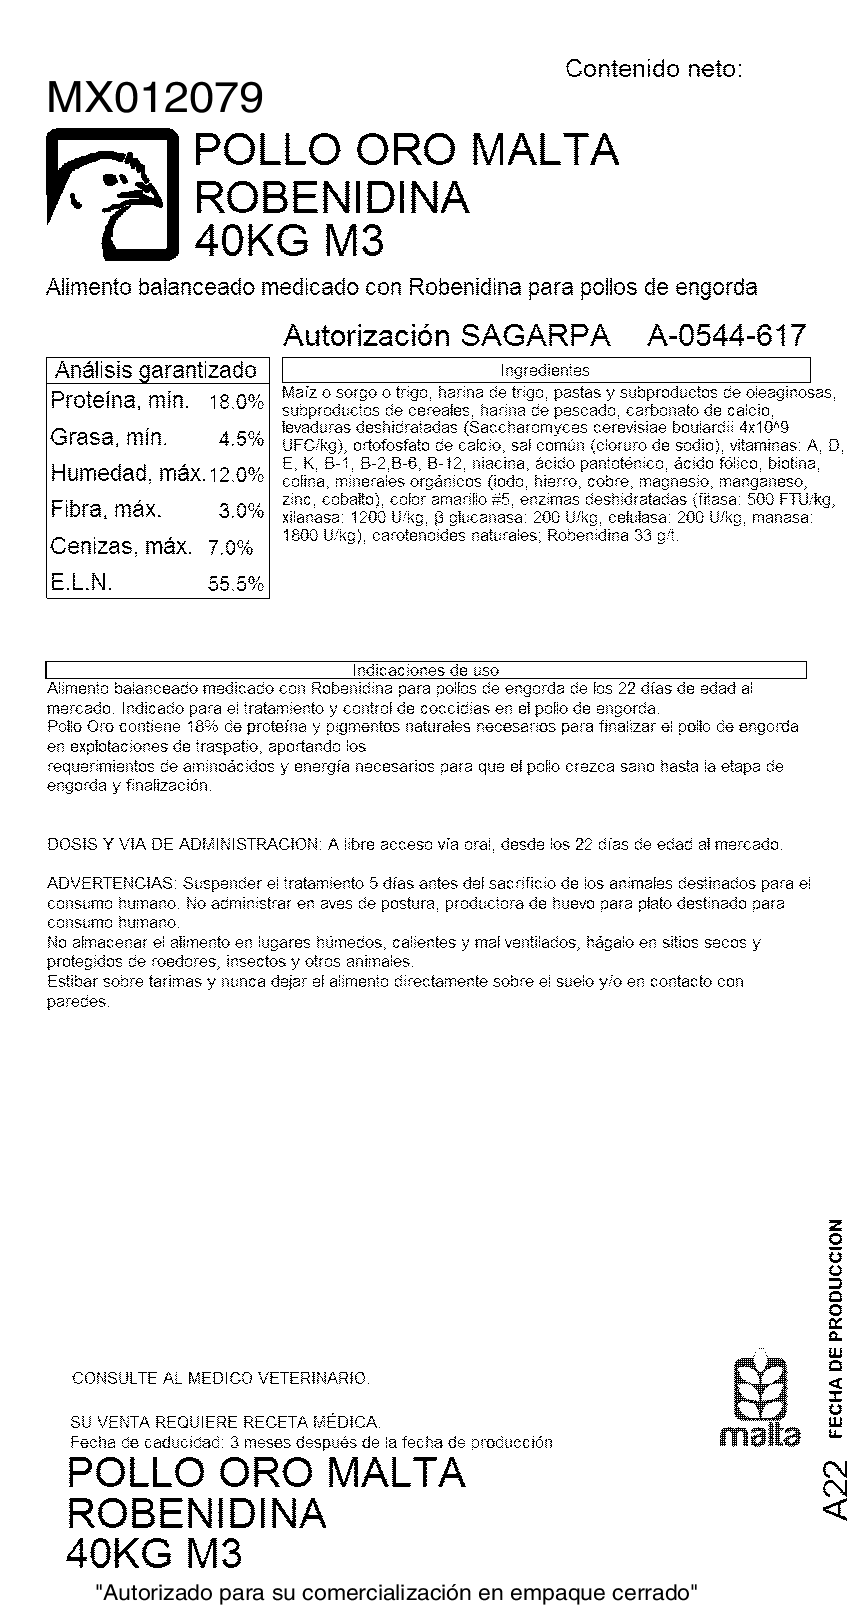 Contenido neto:
MX012079
POLLO ORO MALTA
ROBENIDINA
40KG M3
Alimento balanceado medicado con Robenidina para pollos de engorda
Autorización SAGARPA A-0544-617
Análisis garantizado
Proteína, mín. 18.0%
Grasa, mín. 4.5%
Humedad, máx. 12.0%
Fibra, máx. 3.0%
Cenizas, máx. 7.0%
E.L.N. 55.5%
Ingredientes
Maíz o sorgo o trigo, harina de trigo, pastas y subproductos de oleaginosas,
subproductos de cereales, harina de pescado, carbonato de calcio,
levaduras deshidratadas (Saccharomyces cerevisiae boulardii 4x10^9
UFC/kg), ortofosfato de calcio, sal común (cloruro de sodio), vitaminas: A, D,
E, K, B-1, B-2,B-6, B-12, niacina, ácido pantoténico, ácido fólico, biotina,
colina, minerales orgánicos (iodo, hierro, cobre, magnesio, manganeso,
zinc, cobalto), color amarillo #5, enzimas deshidratadas (fitasa: 500 FTU/kg,
xilanasa: 1200 U/kg, β glucanasa: 200 U/kg, celulasa: 200 U/kg, manasa:
1800 U/kg), carotenoides naturales; Robenidina 33 g/t.
Indicaciones de uso
Alimento balanceado medicado con Robenidina para pollos de engorda de los 22 días de edad al
mercado. Indicado para el tratamiento y control de coccidias en el pollo de engorda.
Pollo Oro contiene 18% de proteína y pigmentos naturales necesarios para finalizar el pollo de engorda
en explotaciones de traspatio, aportando los
requerimientos de aminoácidos y energía necesarios para que el pollo crezca sano hasta la etapa de
engorda y finalización.
DOSIS Y VIA DE ADMINISTRACION: A libre acceso vía oral, desde los 22 días de edad al mercado.
ADVERTENCIAS: Suspender el tratamiento 5 días antes del sacrificio de los animales destinados para el
consumo humano. No administrar en aves de postura, productora de huevo para plato destinado para
consumo humano.
No almacenar el alimento en lugares húmedos, calientes y mal ventilados, hágalo en sitios secos y
protegidos de roedores, insectos y otros animales.
Estibar sobre tarimas y nunca dejar el alimento directamente sobre el suelo y/o en contacto con
paredes.
FECHA DE PRODUCCION
A22
CONSULTE AL MEDICO VETERINARIO.
malta
SU VENTA REQUIERE RECETA MÉDICA.
Fecha de caducidad: 3 meses después de la fecha de producción
POLLO ORO MALTA
ROBENIDINA
40KG M3
"Autorizado para su comercialización en empaque cerrado"